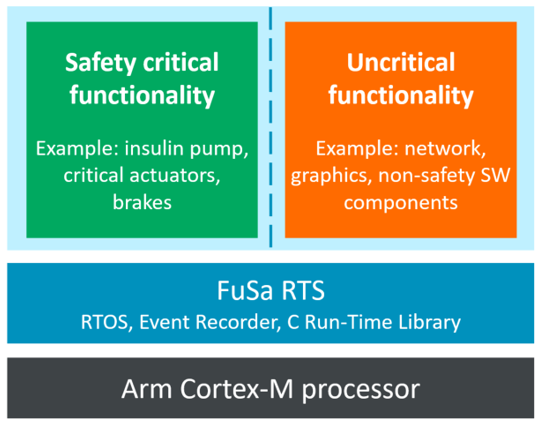 Safety critical
functionality
Example: insulin pump,
critical actuators,
brakes
Uncritical
functionality
Example: network,
graphics, non-safety SW
components
FuSa RTS
RTOS, Event Recorder, C Run-Time Library
Arm Cortex-M processor